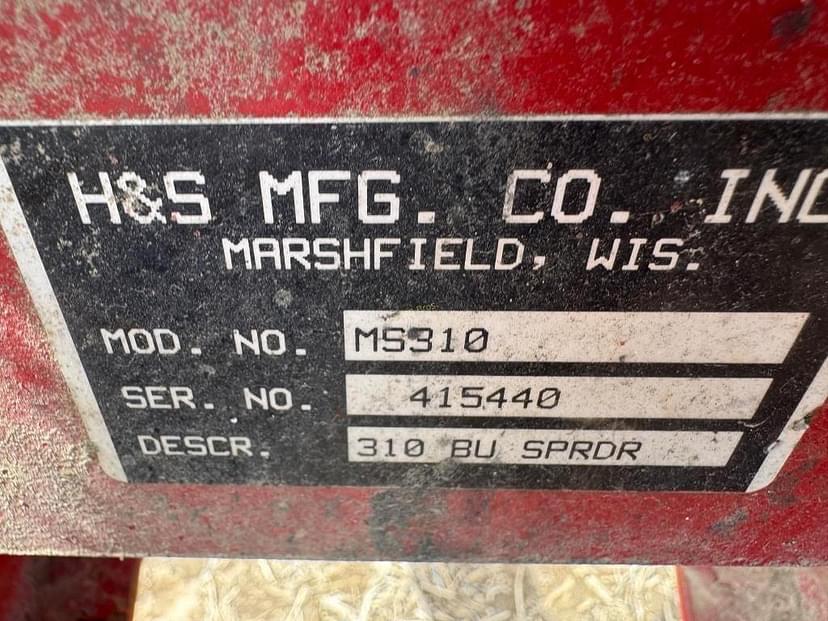 H&S MFG. CO. INC
MARSHFIELD, WIS.
MOD. NO. MS310
SER. NO. 415440
DESCR. 310 BU SPRDR